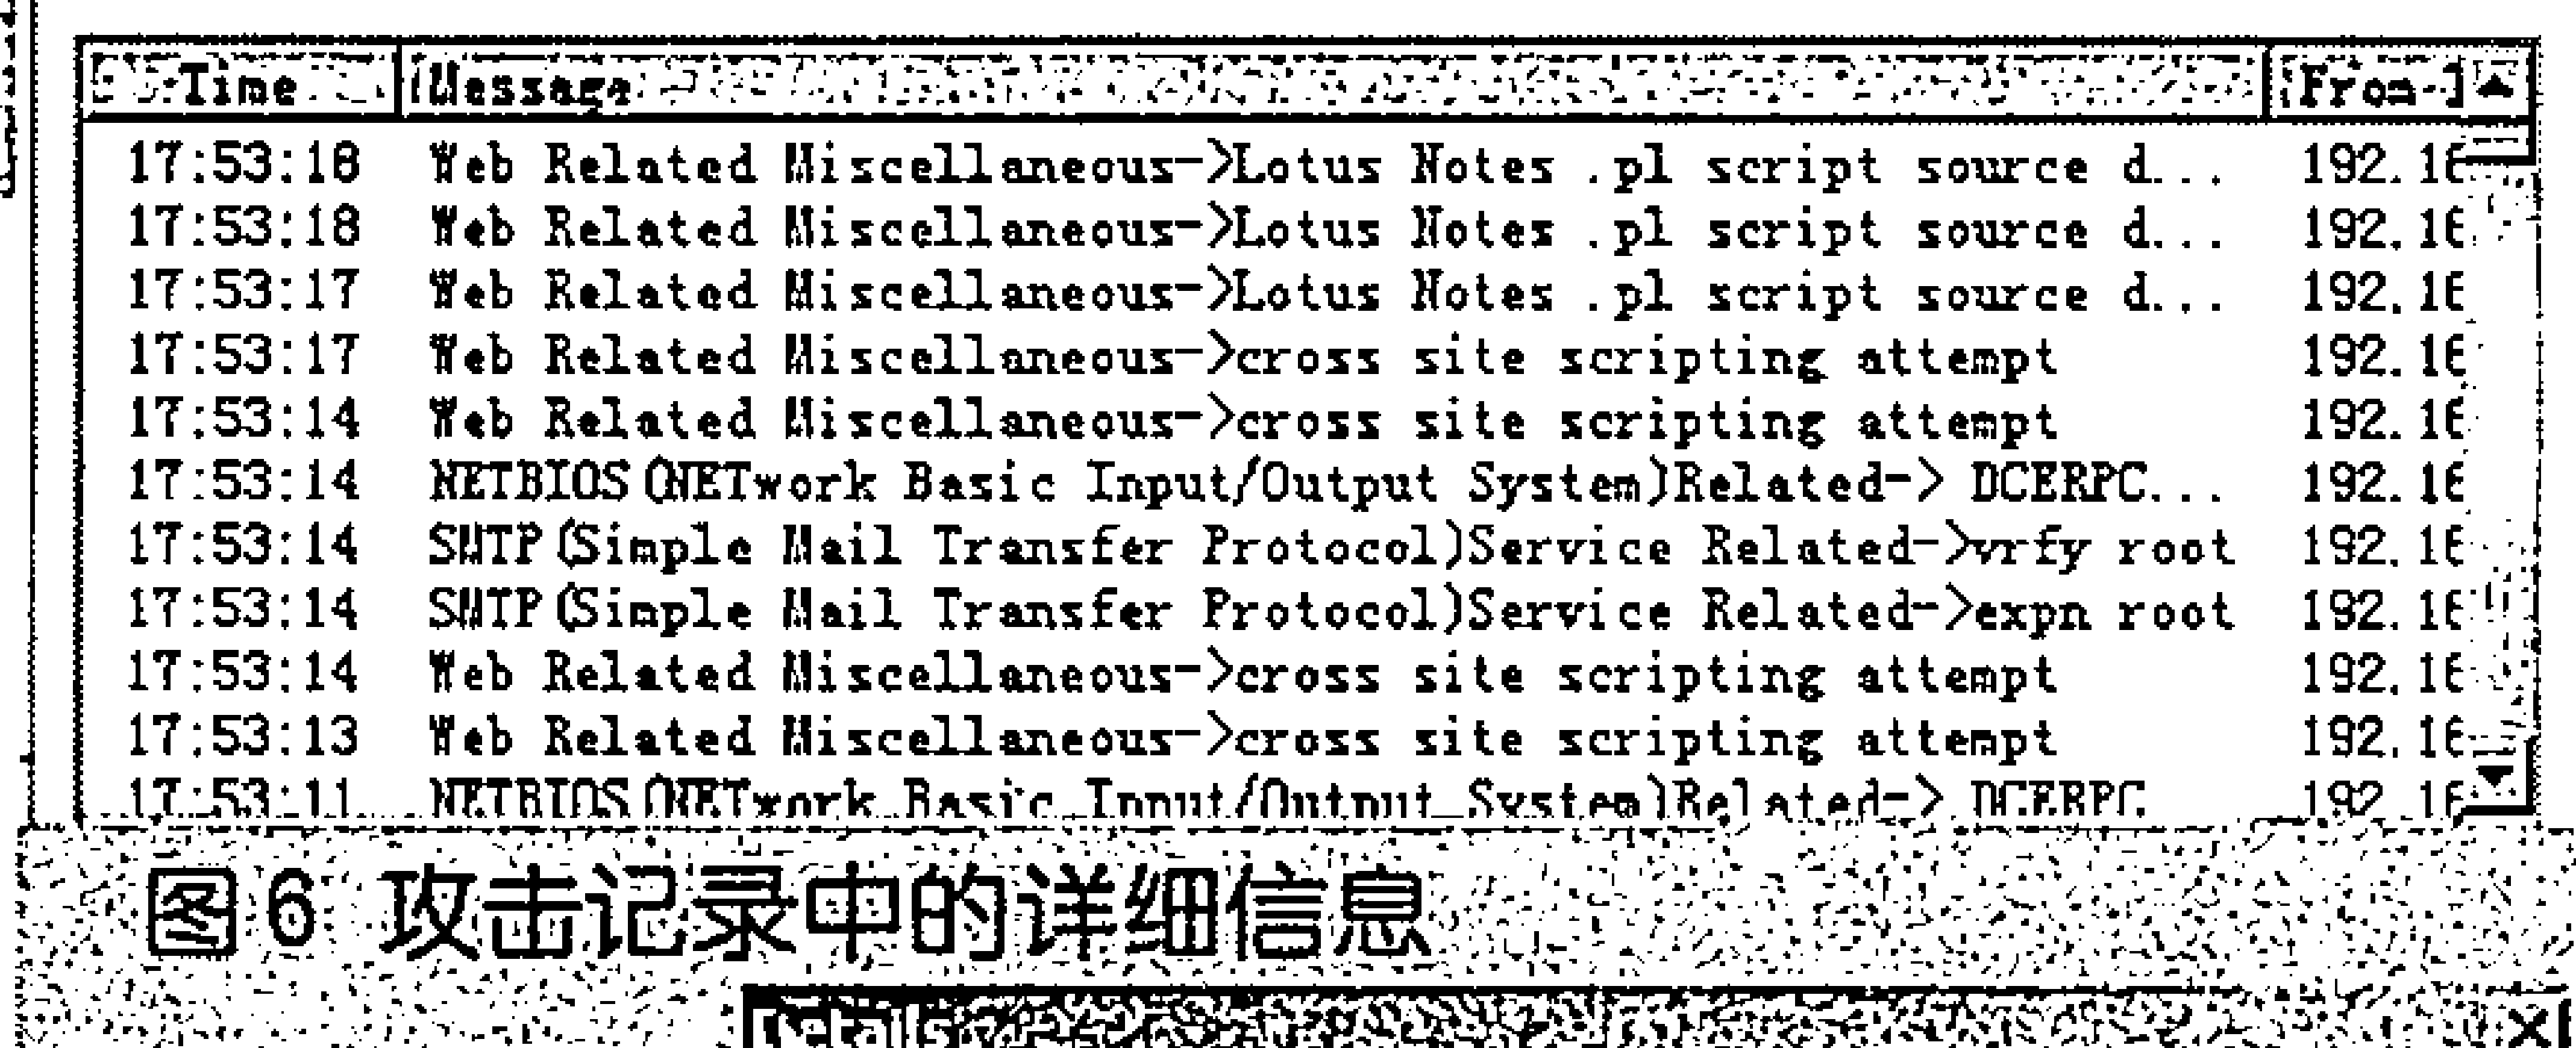 Time Message From
17:53:18 Web Related Miscellaneous->Lotus Notes .pl script source d... 192.16
17:53:18 Web Related Miscellaneous->Lotus Notes .pl script source d... 192.16
17:53:17 Web Related Miscellaneous->Lotus Notes .pl script source d... 192.16
17:53:17 Web Related Miscellaneous->cross site scripting attempt 192.16
17:53:14 Web Related Miscellaneous->cross site scripting attempt 192.16
17:53:14 NETBIOS(NETwork Basic Input/Output System)Related-> DCERPC... 192.16
17:53:14 SMTP(Simple Mail Transfer Protocol)Service Related->vrfy root 192.16
17:53:14 SMTP(Simple Mail Transfer Protocol)Service Related->expn root 192.16
17:53:14 Web Related Miscellaneous->cross site scripting attempt 192.16
17:53:13 Web Related Miscellaneous->cross site scripting attempt 192.16
17:53:11 NETBIOS(NETwork Basic Input/Output System)Related-> DCERPC 192.16
图6 攻击记录中的详细信息
Details